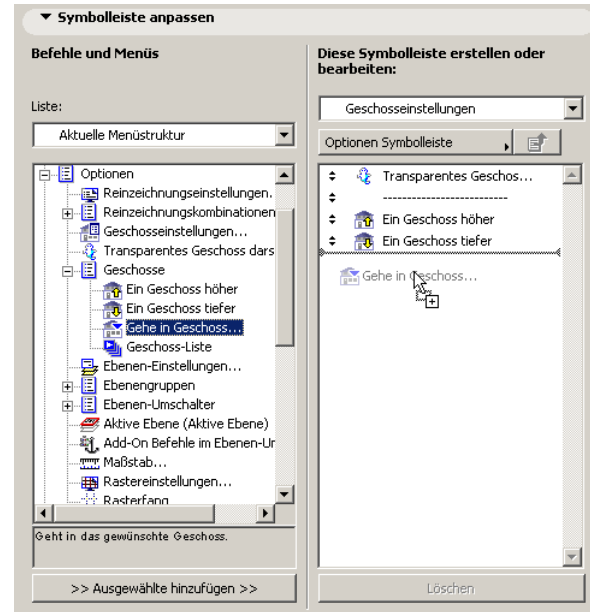 Symbolleiste anpassen
Befehle und Menüs
Liste:
Aktuelle Menüstruktur
Optionen
Reinzeichnungseinstellungen.
Reinzeichnungskombinationen
Geschosseinstellungen...
Transparentes Geschoss dars
Geschosse
Ein Geschoss höher
Ein Geschoss tiefer
Gehe in Geschoss...
Geschoss-Liste
Ebenen-Einstellungen...
Ebenengruppen
Ebenen-Umschalter
Aktive Ebene (Aktive Ebene)
Add-On Befehle im Ebenen-Ur
Maßstab...
Rastereinstellungen...
Rasterfang
Geht in das gewünschte Geschoss.
>> Ausgewählte hinzufügen >>
Diese Symbolleiste erstellen oder
bearbeiten:
Geschosseinstellungen
Optionen Symbolleiste
Transparentes Geschos...
--------------------------
Ein Geschoss höher
Ein Geschoss tiefer
Gehe in Geschoss...
Löschen